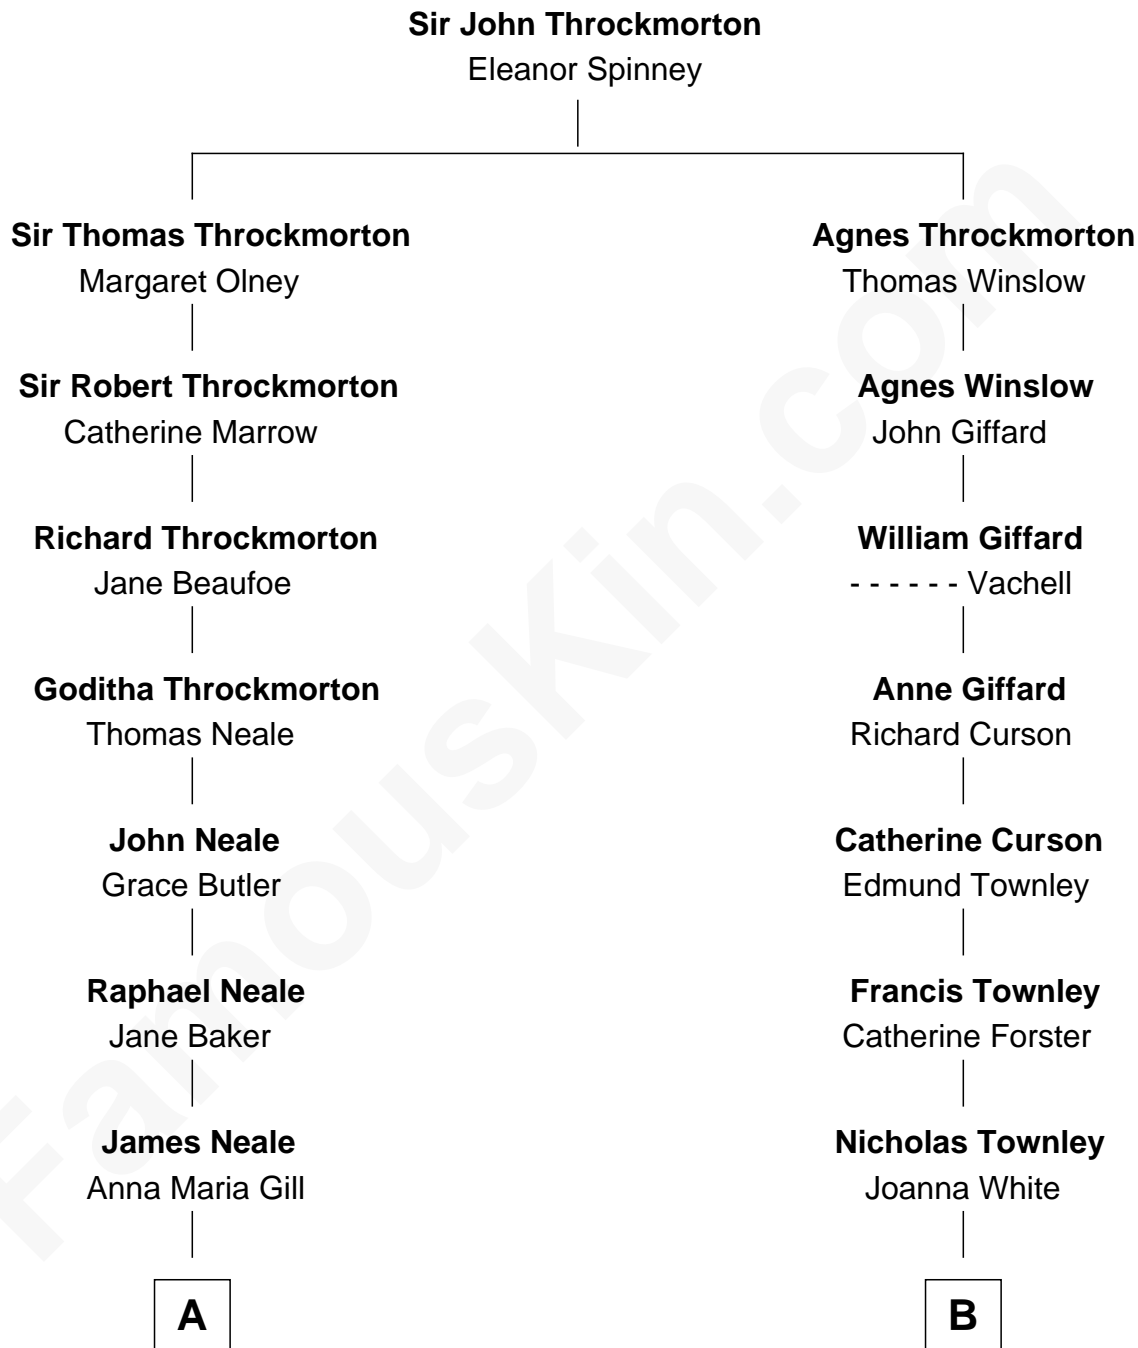 Sir John Throckmorton
Eleanor Spinney
Sir Thomas Throckmorton
Margaret Olney
Sir Robert Throckmorton
Catherine Marrow
Richard Throckmorton
Jane Beaufoe
Goditha Throckmorton
Thomas Neale
John Neale
Grace Butler
Raphael Neale
Jane Baker
James Neale
Anna Maria Gill
A
Agnes Throckmorton
Thomas Winslow
Agnes Winslow
John Giffard
William Giffard
- - - - - - Vachell
Anne Giffard
Richard Curson
Catherine Curson
Edmund Townley
Francis Townley
Catherine Forster
Nicholas Townley
Joanna White
B
FamousKin.com